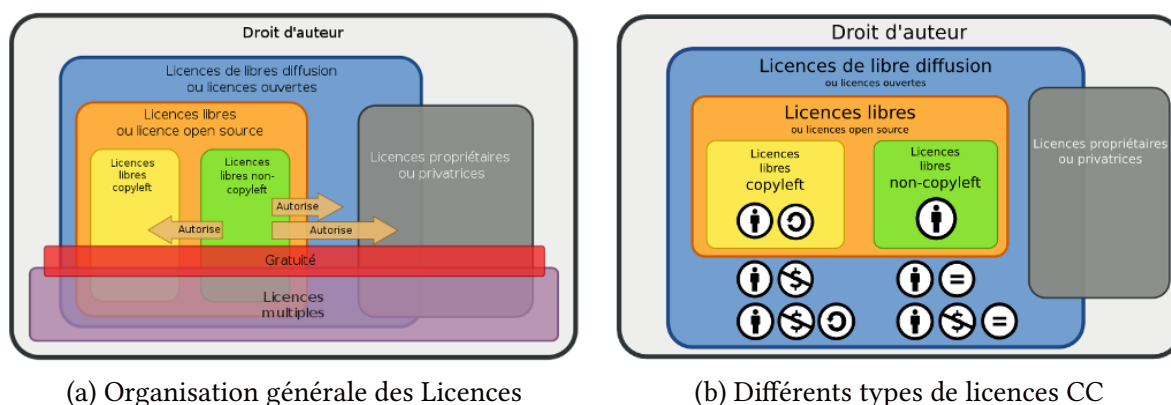 Droit d'auteur
Licences de libres diffusion
ou licences ouvertes
Licences libres
ou licence open source
Licences
libres
copyleft
Licences
libres non-
copyleft
Licences propriétaires
ou privatrices
Autorise
Autorise
Autorise
Gratuité
Licences
multiples
(a) Organisation générale des Licences
Droit d'auteur
Licences de libre diffusion
ou licences ouvertes
Licences libres
ou licences open source
Licences
libres
copyleft
Licences
libres
non-copyleft
Licences propriétaires
ou privatrices
(b) Différents types de licences CC